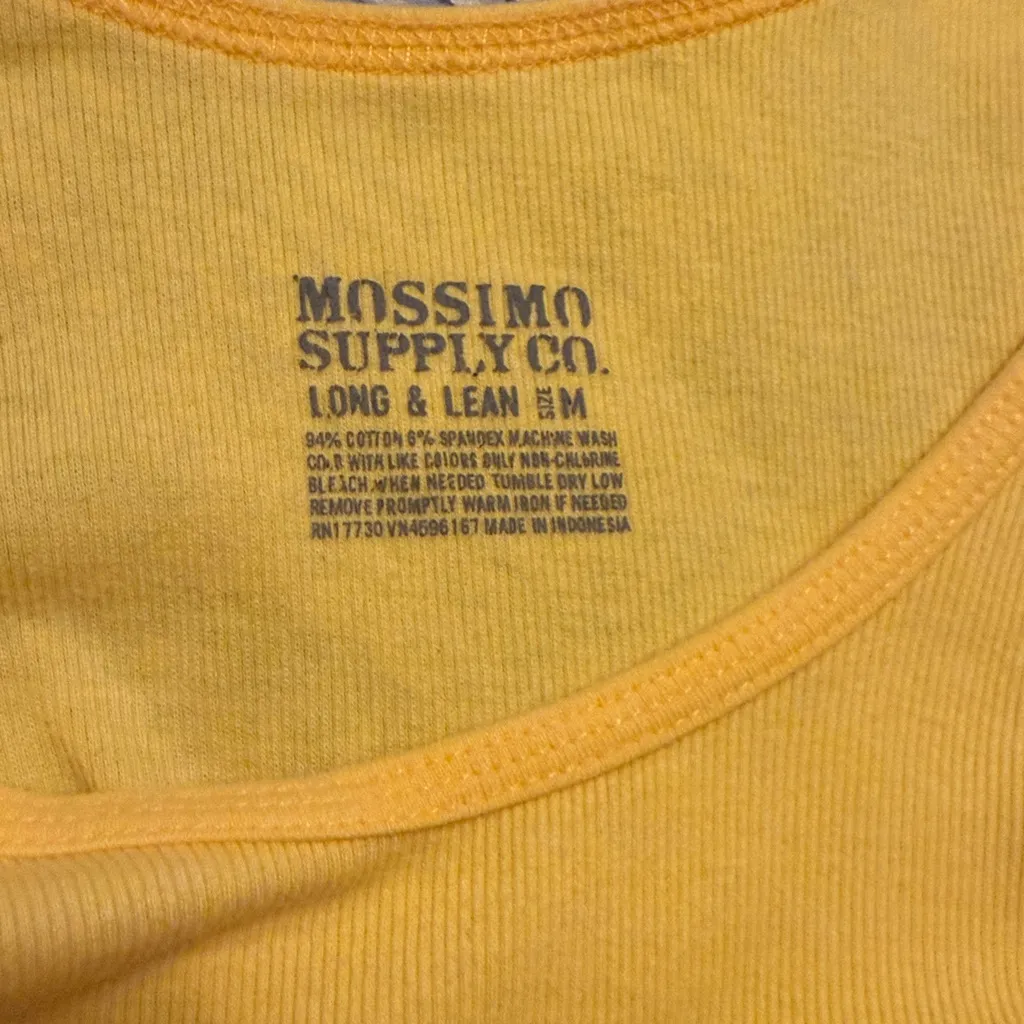 MOSSIMO
SUPPLY CO.
LONG & LEAN SIZE M
94% COTTON 6% SPANDEX MACHINE WASH
COLD WITH LIKE COLORS ONLY NON-CHLORINE
BLEACH WHEN NEEDED TUMBLE DRY LOW
REMOVE PROMPTLY WARM IRON IF NEEDED
RN17730 VN4596167 MADE IN INDONESIA